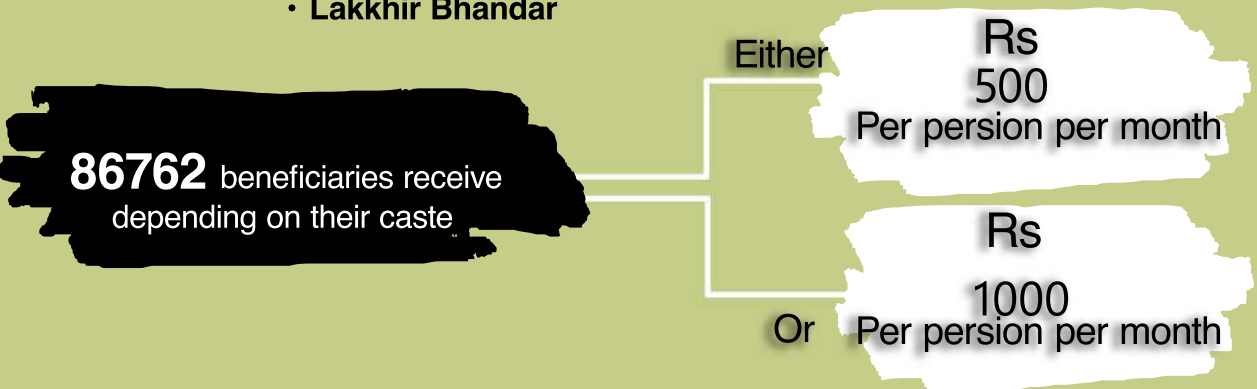 • Lakkhir Bhandar
Either
Rs
500
Per persion per month
86762 beneficiaries receive
depending on their caste
Rs
1000
Or
Per persion per month